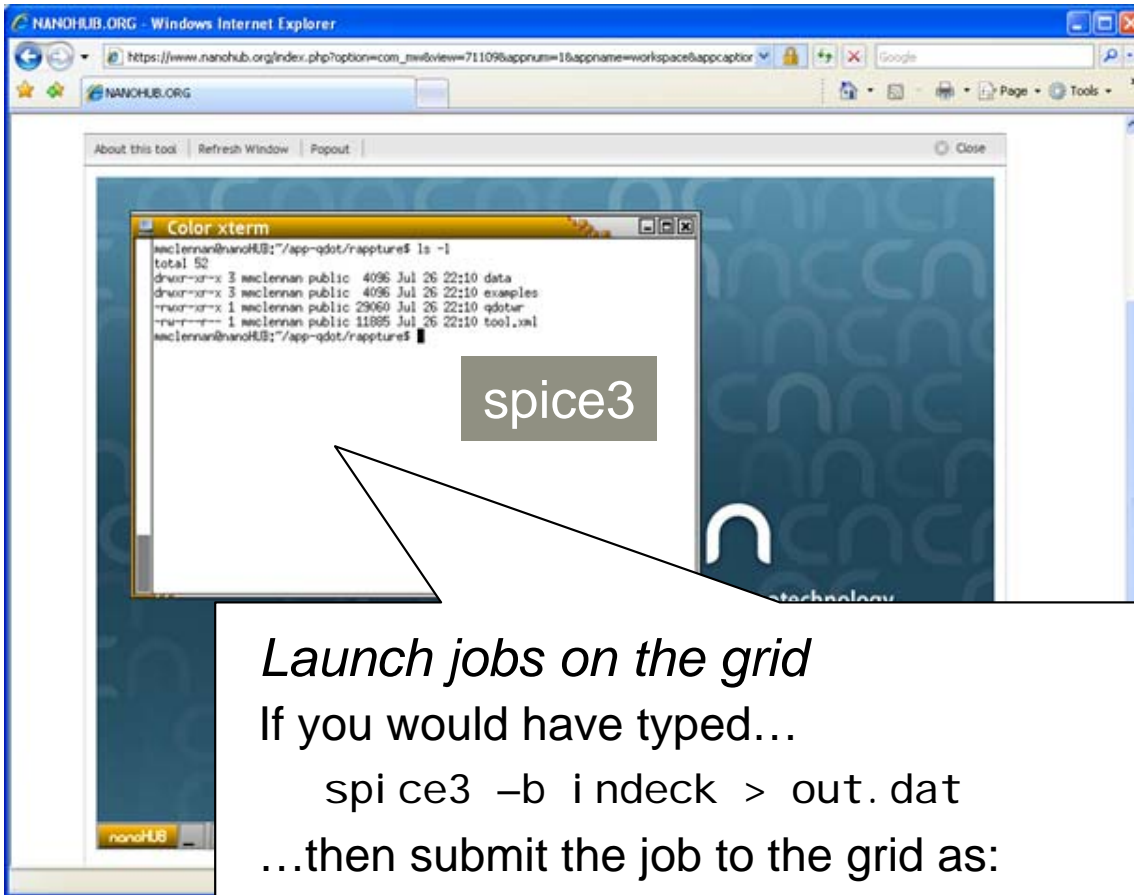 NANOHUB.ORG - Windows Internet Explorer
https://www.nanohub.org/index.php?option=com_mw&view=71109&appnum=1&appname=workspace&appcaption
Google
NANOHUB.ORG
Page
Tools
About this tool
Refresh Window
Popout
Close
Color xterm
mmclennan@nanoHUB:~/app-qdot/rappture$ ls -l
total 52
drwxr-xr-x 3 mmclennan public 4096 Jul 26 22:10 data
drwxr-xr-x 3 mmclennan public 4096 Jul 26 22:10 examples
-rwxr-xr-x 1 mmclennan public 29060 Jul 26 22:10 qdotwr
-rw-r--r-- 1 mmclennan public 11885 Jul 26 22:10 tool.xml
mmclennan@nanoHUB:~/app-qdot/rappture$
spice3
n
Launch jobs on the grid
If you would have typed…
spice3 –b indeck > out.dat
…then submit the job to the grid as:
nanoHUB